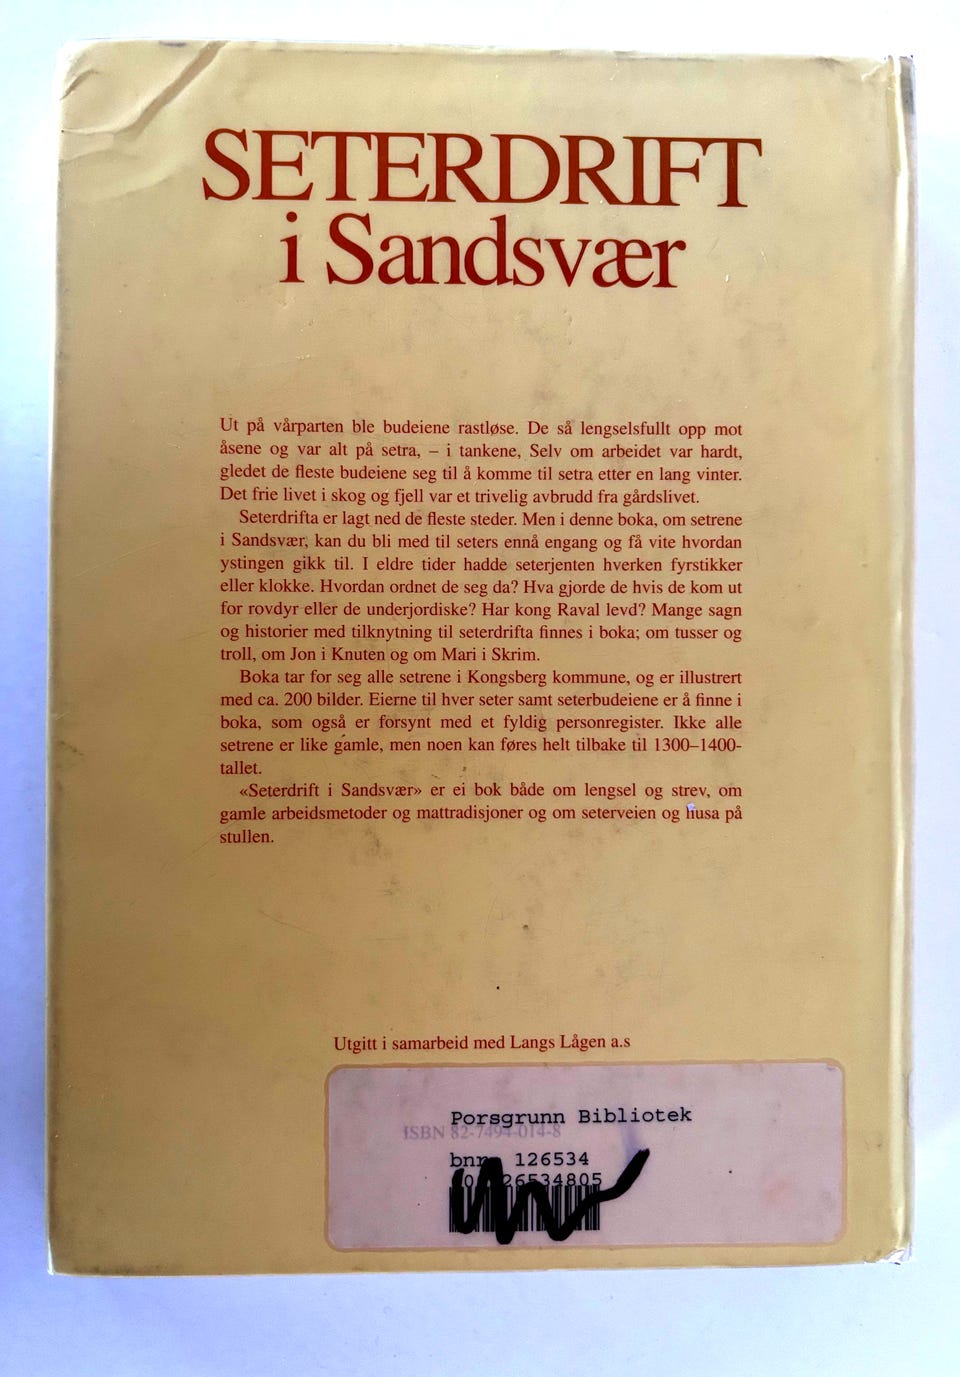 SETERDRIFT
i Sandsvær
Ut på vårparten ble budeiene rastløse. De så lengselsfullt opp mot
åsene og var alt på setra, – i tankene, Selv om arbeidet var hardt,
gledet de fleste budeiene seg til å komme til setra etter en lang vinter.
Det frie livet i skog og fjell var et trivelig avbrudd fra gårdslivet.
Seterdrifta er lagt ned de fleste steder. Men i denne boka, om setrene
i Sandsvær, kan du bli med til seters ennå engang og få vite hvordan
ystingen gikk til. I eldre tider hadde seterjenten hverken fyrstikker
eller klokke. Hvordan ordnet de seg da? Hva gjorde de hvis de kom ut
for rovdyr eller de underjordiske? Har kong Raval levd? Mange sagn
og historier med tilknytning til seterdrifta finnes i boka; om tusser og
troll, om Jon i Knuten og om Mari i Skrim.
Boka tar for seg alle setrene i Kongsberg kommune, og er illustrert
med ca. 200 bilder. Eierne til hver seter samt seterbudeiene er å finne i
boka, som også er forsynt med et fyldig personregister. Ikke alle
setrene er like gamle, men noen kan føres helt tilbake til 1300–1400-
tallet.
«Seterdrift i Sandsvær» er ei bok både om lengsel og strev, om
gamle arbeidsmetoder og mattradisjoner og om seterveien og husa på
stullen.
Utgitt i samarbeid med Langs Lågen a.s
Porsgrunn Bibliotek
ISBN 82-7494-014-8
126534
26534805